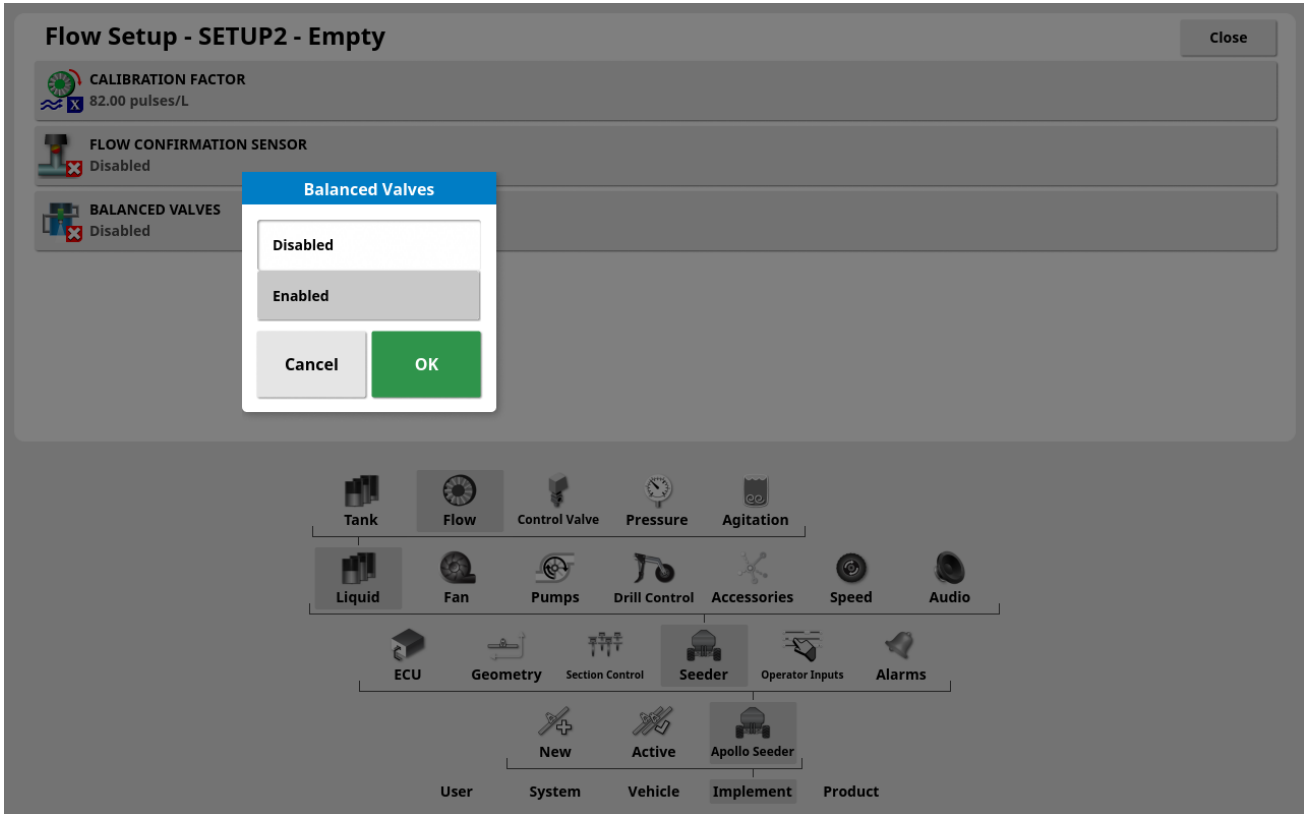 Flow Setup - SETUP2 - Empty
Close
CALIBRATION FACTOR
82.00 pulses/L
X
FLOW CONFIRMATION SENSOR
Disabled
BALANCED VALVES
Disabled
Balanced Valves
Disabled
Enabled
Cancel
OK
Tank
Flow
Control Valve
Pressure
Agitation
Liquid
Fan
Pumps
Drill Control
Accessories
Speed
Audio
ECU
Geometry
Section Control
Seeder
Operator Inputs
Alarms
New
Active
Apollo Seeder
User
System
Vehicle
Implement
Product